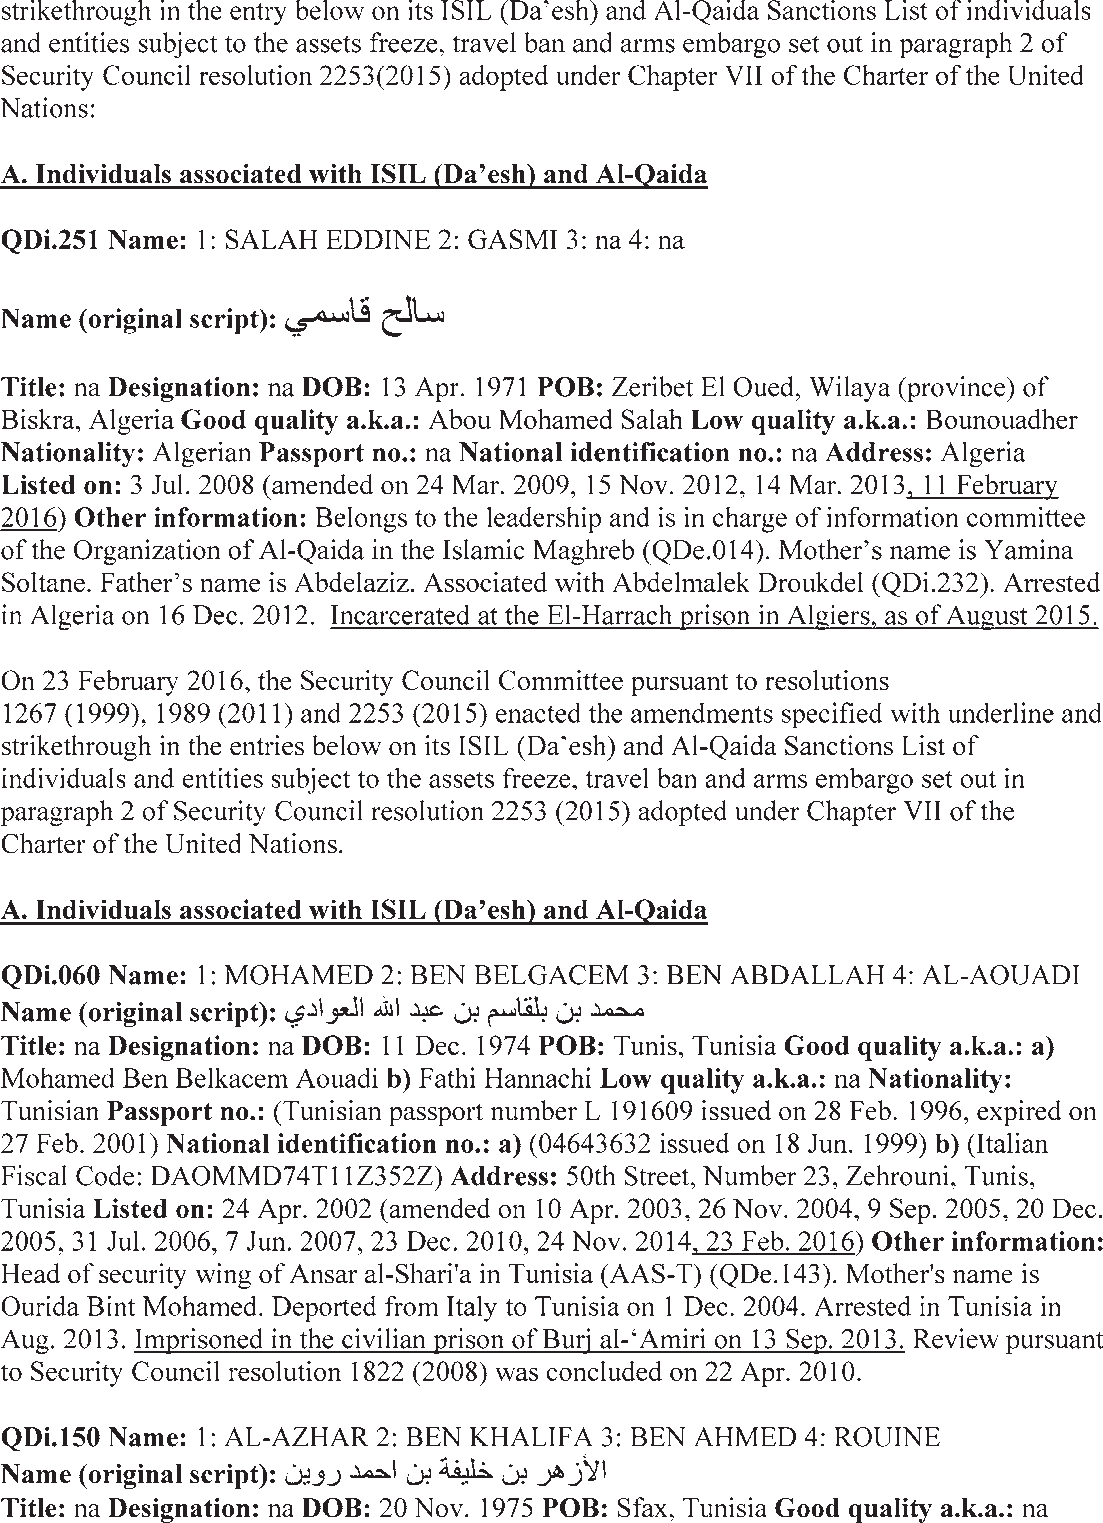 strikethrough in the entry below on its ISIL (Da`esh) and Al-Qaida Sanctions List of individuals
and entities subject to the assets freeze, travel ban and arms embargo set out in paragraph 2 of
Security Council resolution 2253(2015) adopted under Chapter VII of the Charter of the United
Nations:
A. Individuals associated with ISIL (Da’esh) and Al-Qaida
QDi.251 Name: 1: SALAH EDDINE 2: GASMI 3: na 4: na
Name (original script): سالح قاسمي
Title: na Designation: na DOB: 13 Apr. 1971 POB: Zeribet El Oued, Wilaya (province) of
Biskra, Algeria Good quality a.k.a.: Abou Mohamed Salah Low quality a.k.a.: Bounouadher
Nationality: Algerian Passport no.: na National identification no.: na Address: Algeria
Listed on: 3 Jul. 2008 (amended on 24 Mar. 2009, 15 Nov. 2012, 14 Mar. 2013, 11 February
2016) Other information: Belongs to the leadership and is in charge of information committee
of the Organization of Al-Qaida in the Islamic Maghreb (QDe.014). Mother’s name is Yamina
Soltane. Father’s name is Abdelaziz. Associated with Abdelmalek Droukdel (QDi.232). Arrested
in Algeria on 16 Dec. 2012.  Incarcerated at the El-Harrach prison in Algiers, as of August 2015.
On 23 February 2016, the Security Council Committee pursuant to resolutions
1267 (1999), 1989 (2011) and 2253 (2015) enacted the amendments specified with underline and
strikethrough in the entries below on its ISIL (Da`esh) and Al-Qaida Sanctions List of
individuals and entities subject to the assets freeze, travel ban and arms embargo set out in
paragraph 2 of Security Council resolution 2253 (2015) adopted under Chapter VII of the
Charter of the United Nations.
A. Individuals associated with ISIL (Da’esh) and Al-Qaida
QDi.060 Name: 1: MOHAMED 2: BEN BELGACEM 3: BEN ABDALLAH 4: AL-AOUADI
Name (original script): محمد بن بلقاسم بن عبد الله العوادي
Title: na Designation: na DOB: 11 Dec. 1974 POB: Tunis, Tunisia Good quality a.k.a.: a)
Mohamed Ben Belkacem Aouadi b) Fathi Hannachi Low quality a.k.a.: na Nationality:
Tunisian Passport no.: (Tunisian passport number L 191609 issued on 28 Feb. 1996, expired on
27 Feb. 2001) National identification no.: a) (04643632 issued on 18 Jun. 1999) b) (Italian
Fiscal Code: DAOMMD74T11Z352Z) Address: 50th Street, Number 23, Zehrouni, Tunis,
Tunisia Listed on: 24 Apr. 2002 (amended on 10 Apr. 2003, 26 Nov. 2004, 9 Sep. 2005, 20 Dec.
2005, 31 Jul. 2006, 7 Jun. 2007, 23 Dec. 2010, 24 Nov. 2014, 23 Feb. 2016) Other information:
Head of security wing of Ansar al-Shari'a in Tunisia (AAS-T) (QDe.143). Mother's name is
Ourida Bint Mohamed. Deported from Italy to Tunisia on 1 Dec. 2004. Arrested in Tunisia in
Aug. 2013. Imprisoned in the civilian prison of Burj al-‘Amiri on 13 Sep. 2013. Review pursuant
to Security Council resolution 1822 (2008) was concluded on 22 Apr. 2010.
QDi.150 Name: 1: AL-AZHAR 2: BEN KHALIFA 3: BEN AHMED 4: ROUINE
Name (original script): الأزهر بن خليفة بن احمد روين
Title: na Designation: na DOB: 20 Nov. 1975 POB: Sfax, Tunisia Good quality a.k.a.: na